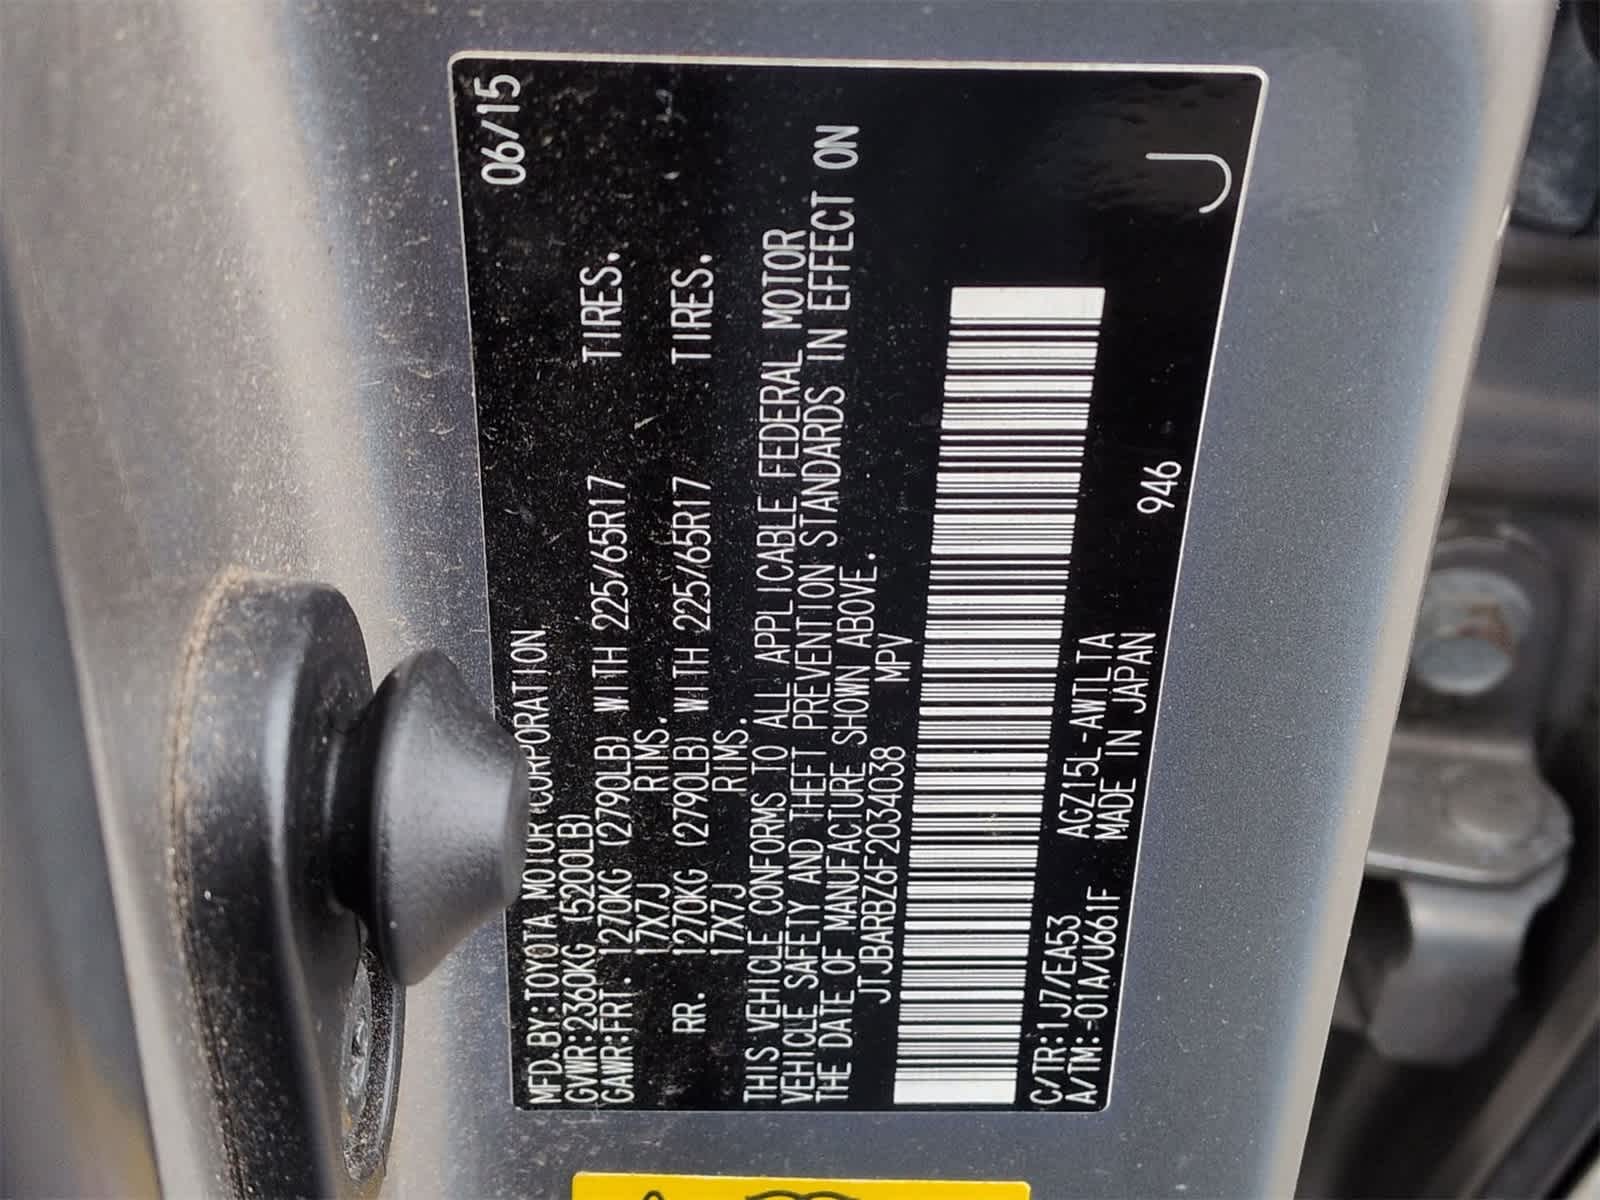 MFD.BY:TOYOTA MOTOR CORPORATION 06/15
GVWR:2360KG (5200LB)
GAWR:FRT. 1270KG (2790LB) WITH 225/65R17 TIRES.
17X7J RIMS.
RR. 1270KG (2790LB) WITH 225/65R17 TIRES.
17X7J RIMS.
THIS VEHICLE CONFORMS TO ALL APPLICABLE FEDERAL MOTOR
VEHICLE SAFETY AND THEFT PREVENTION STANDARDS IN EFFECT ON
THE DATE OF MANUFACTURE SHOWN ABOVE.
JTJBARBZ6F2034038 MPV
C/TR:1J7/EA53 AGZ15L-AWTLTA 946
A/TM:-01A/U661F MADE IN JAPAN
J